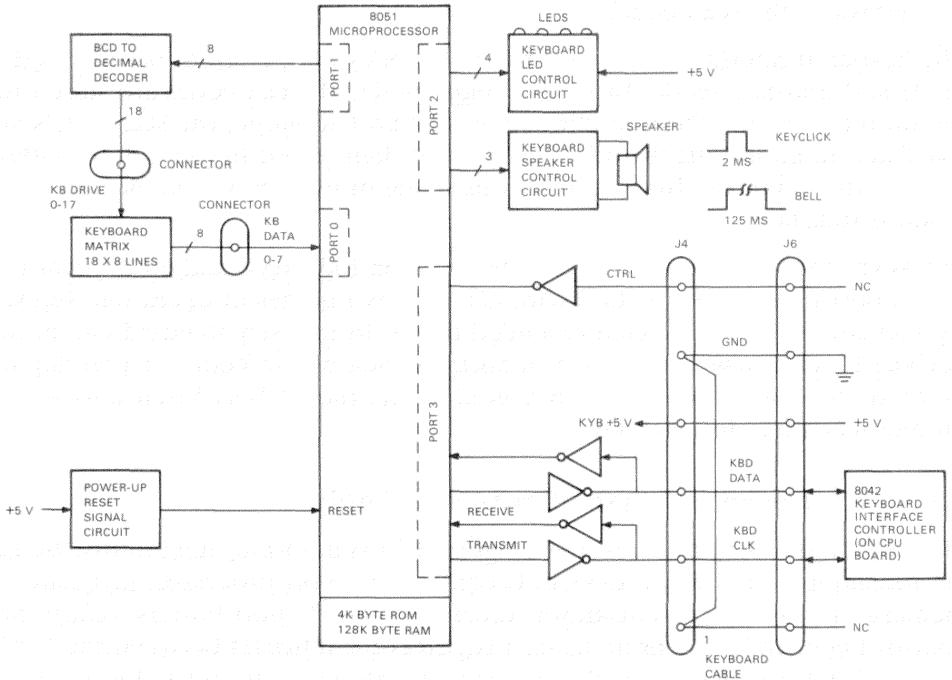 8051
MICROPROCESSOR
BCD TO
DECIMAL
DECODER
8
PORT 1
18
CONNECTOR
KB DRIVE
0-17
KEYBOARD
MATRIX
18 X 8 LINES
8
CONNECTOR
KB
DATA
0-7
PORT 0
PORT 2
4
LEDS
KEYBOARD
LED
CONTROL
CIRCUIT
+5 V
3
KEYBOARD
SPEAKER
CONTROL
CIRCUIT
SPEAKER
KEYCLICK
2 MS
BELL
125 MS
J4
J6
CTRL
NC
GND
PORT 3
KYB +5 V
+5 V
KBD
DATA
RECEIVE
TRANSMIT
KBD
CLK
8042
KEYBOARD
INTERFACE
CONTROLLER
(ON CPU
BOARD)
NC
1
KEYBOARD
CABLE
+5 V
POWER-UP
RESET
SIGNAL
CIRCUIT
RESET
4K BYTE ROM
128K BYTE RAM